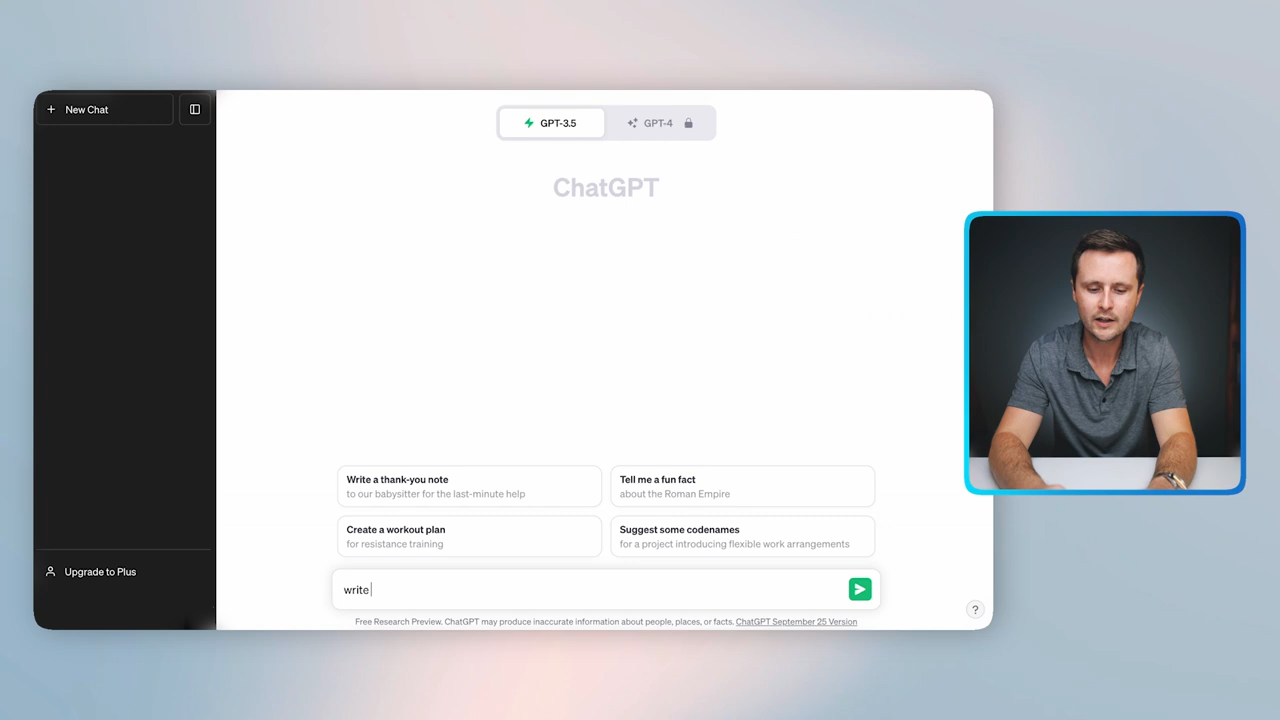 New Chat
GPT-3.5
GPT-4
ChatGPT
Write a thank-you note
to our babysitter for the last-minute help
Tell me a fun fact
about the Roman Empire
Create a workout plan
for resistance training
Suggest some codenames
for a project introducing flexible work arrangements
Upgrade to Plus
write
?
Free Research Preview. ChatGPT may produce inaccurate information about people, places, or facts. ChatGPT September 25 Version